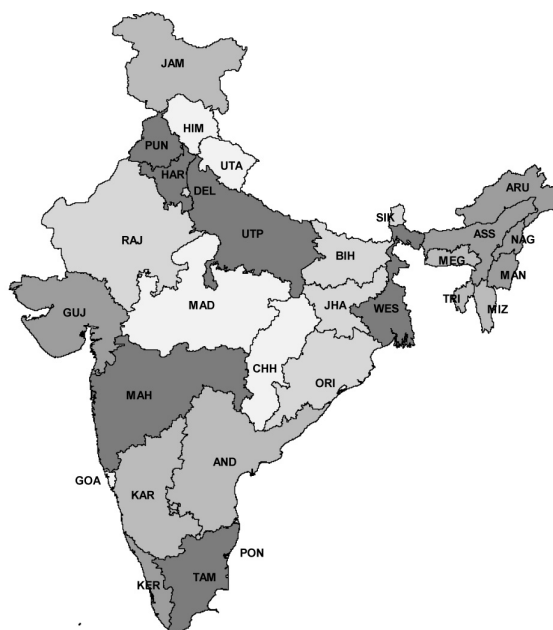 JAM
HIM
PUN
UTA
HAR
DEL
ARU
SIK
UTP
ASS
RAJ
NAG
BIH
MEG
MAN
TRI
MIZ
GUJ
MAD
JHA
WES
CHH
ORI
MAH
AND
GOA
KAR
PON
KER
TAM